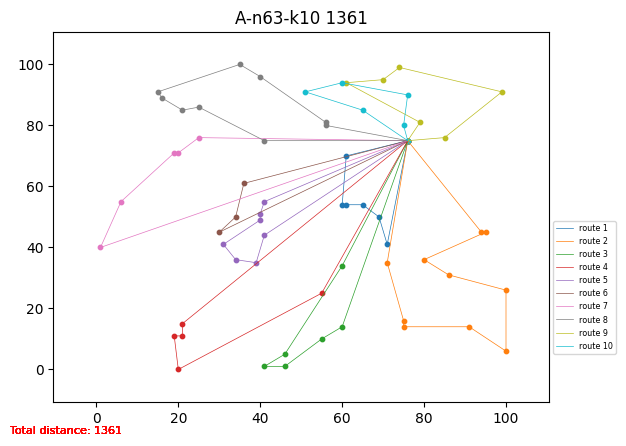 A-n63-k10 1361
100
80
60
40
20
0
0 20 40 60 80 100
route 1
route 2
route 3
route 4
route 5
route 6
route 7
route 8
route 9
route 10
Total distance: 1361